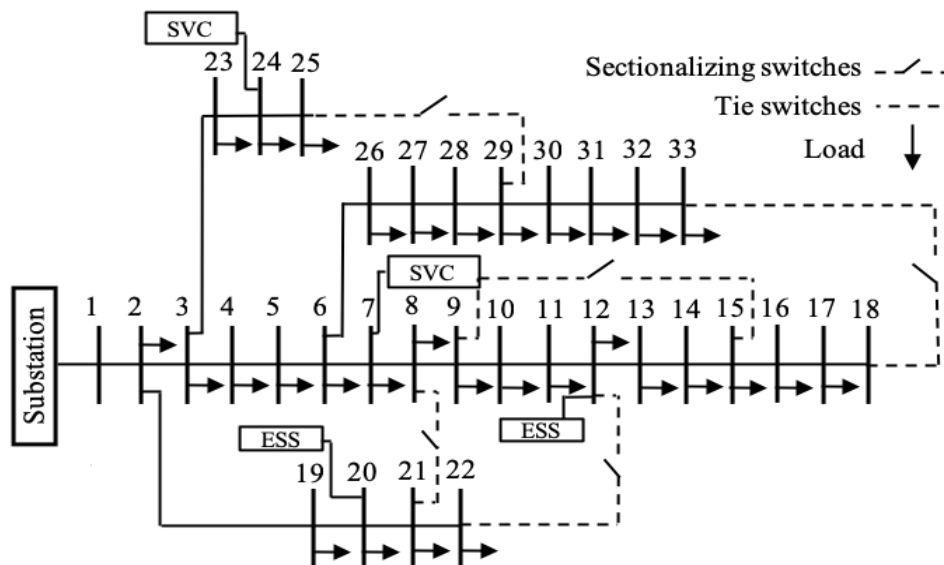 SVC
23 24 25
Sectionalizing switches
Tie switches
Load
26 27 28 29 30 31 32 33
SVC
Substation
1 2 3 4 5 6 7 8 9 10 11 12 13 14 15 16 17 18
ESS
ESS
19 20 21 22